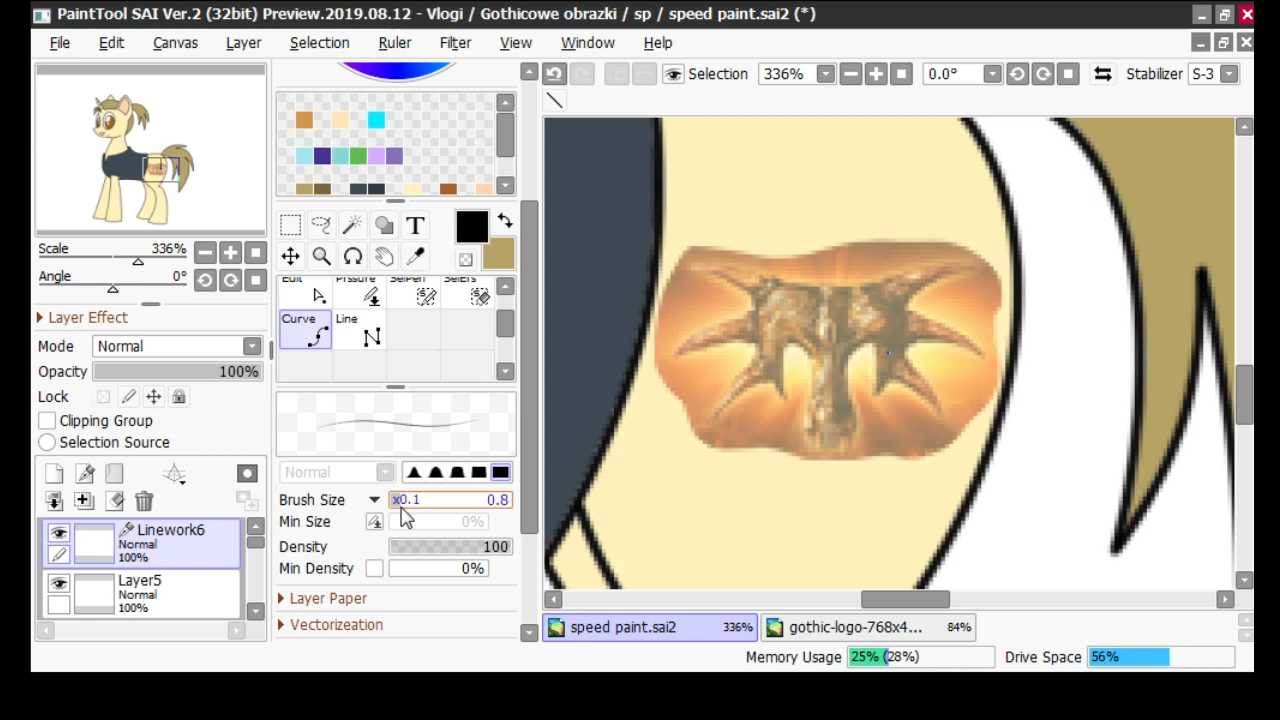 PaintTool SAI Ver.2 (32bit) Preview.2019.08.12 - Vlogi / Gothicowe obrazki / sp / speed paint.sai2 (*)
File Edit Canvas Layer Selection Ruler Filter View Window Help
Selection 336% 0.0° Stabilizer S-3
Scale 336%
Angle 0°
Layer Effect
Mode Normal
Opacity 100%
Lock
Clipping Group
Selection Source
Linework6
Normal
100%
Layer5
Normal
100%
T
Edit Prssure SelPen SelErs
Curve Line
Normal
Brush Size x0.1 0.8
Min Size 0%
Density 100
Min Density 0%
Layer Paper
Vectorization
speed paint.sai2 336% gothic-logo-768x4... 84%
Memory Usage 25% (28%) Drive Space 56%